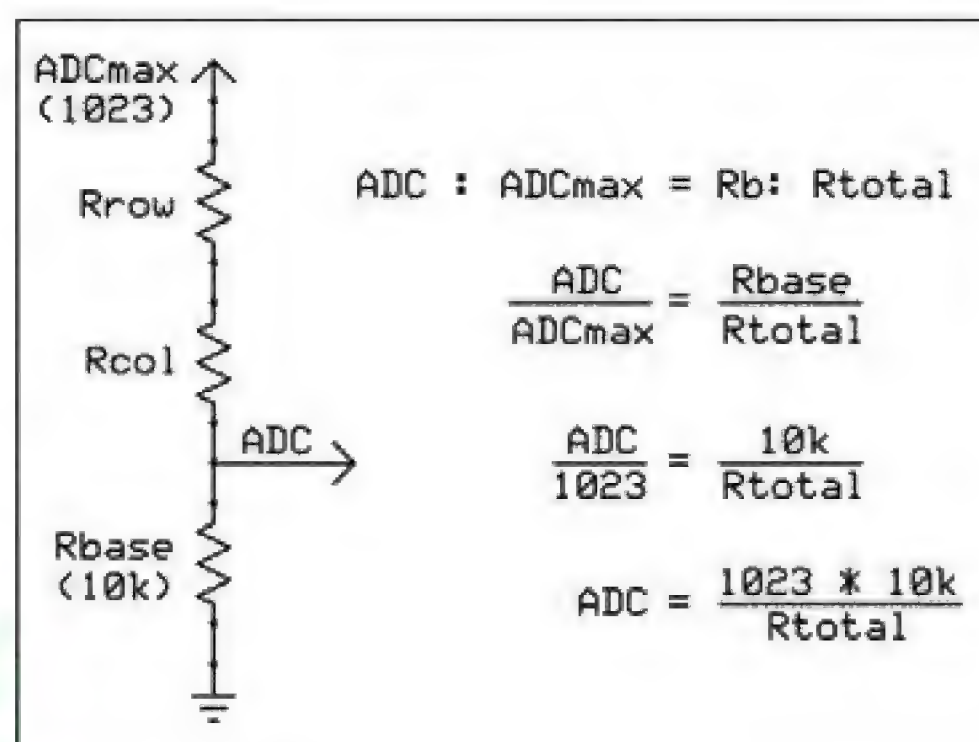 ADCmax
(1023)
Rrow
Rcol
ADC
Rbase
(10k)
ADC : ADCmax = Rb: Rtotal
ADC
ADCmax
=
Rbase
Rtotal
ADC
1023
=
10k
Rtotal
ADC =
1023 * 10k
Rtotal